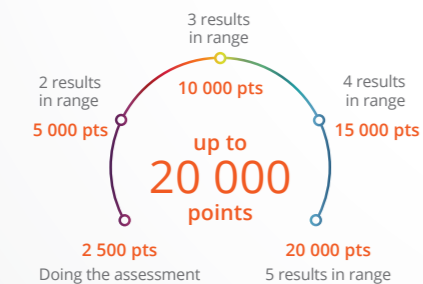 3 results
in range
10 000 pts
2 results
in range
5 000 pts
4 results
in range
15 000 pts
up to
20 000
points
2 500 pts
Doing the assessment
20 000 pts
5 results in range